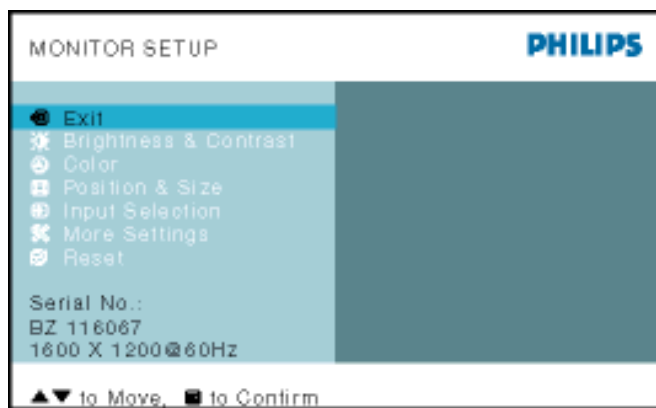 MONITOR SETUP
PHILIPS
Exit
Brightness & Contrast
Color
Position & Size
Input Selection
More Settings
Reset
Serial No.:
BZ 116067
1600 X 1200@60Hz
▲▼ to Move, ■ to Confirm